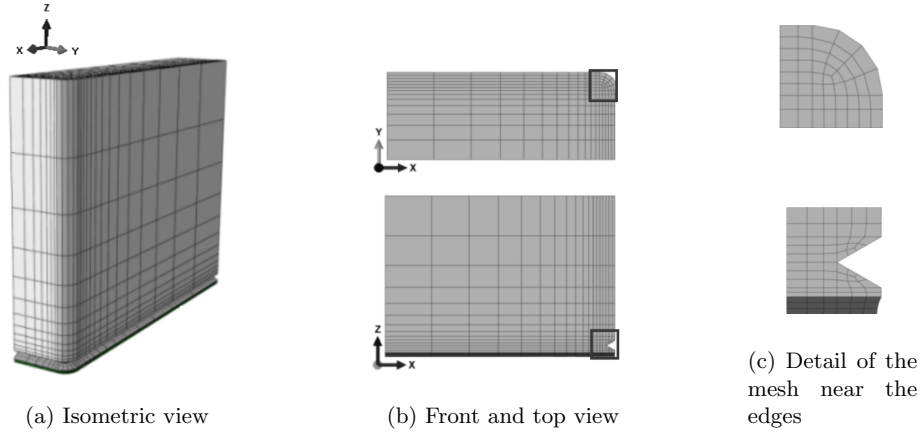 Z
X Y
Y
X
Z
X
(a) Isometric view
(b) Front and top view
(c) Detail of the
mesh near the
edges